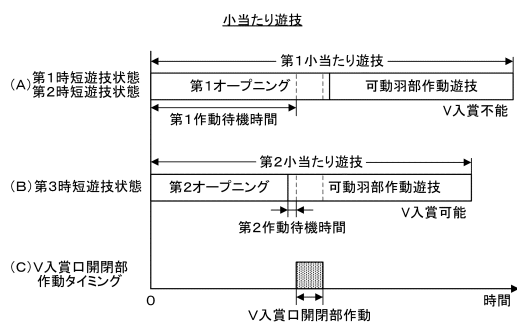 小当たり遊技
第1小当たり遊技
(A)第1時短遊技状態
第2時短遊技状態
第1オープニング
可動羽部作動遊技
第1作動待機時間
V入賞不能
第2小当たり遊技
(B)第3時短遊技状態
第2オープニング
可動羽部作動遊技
V入賞可能
第2作動待機時間
(C)V入賞口開閉部
作動タイミング
0
時間
V入賞口開閉部作動